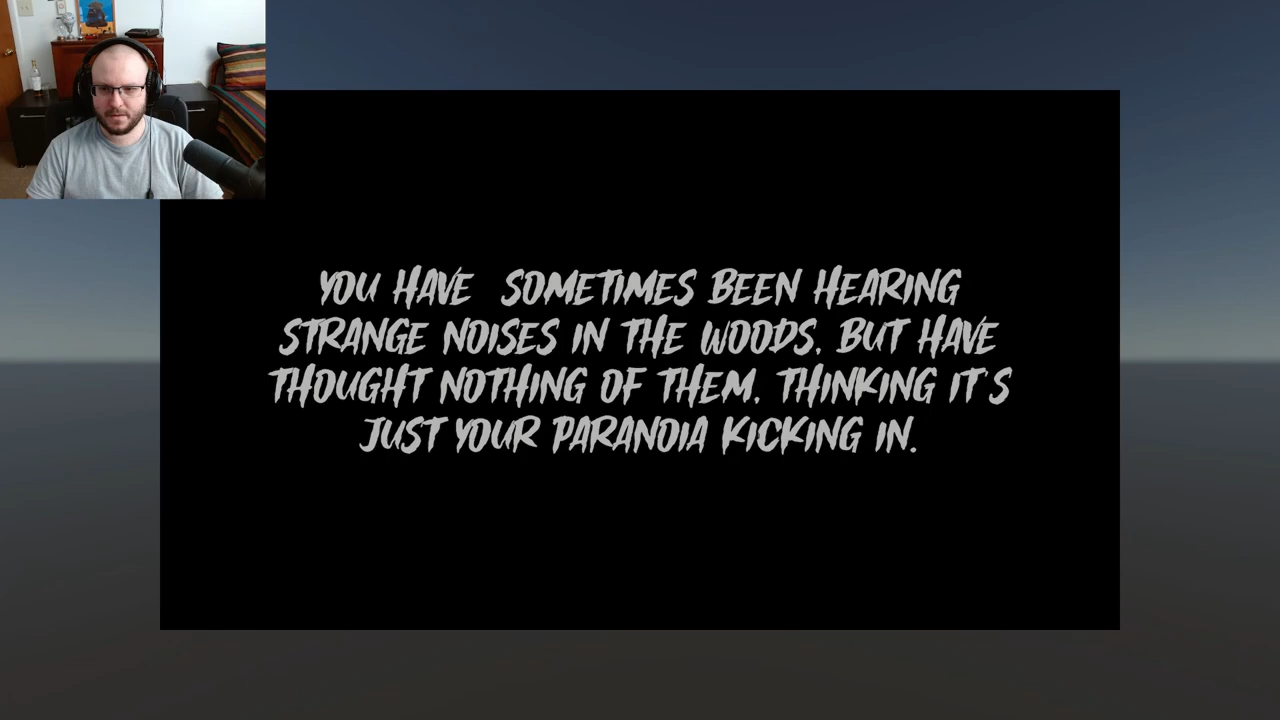 YOU HAVE  SOMETIMES BEEN HEARING
STRANGE NOISES IN THE WOODS, BUT HAVE
THOUGHT NOTHING OF THEM, THINKING IT'S
JUST YOUR PARANOIA KICKING IN.